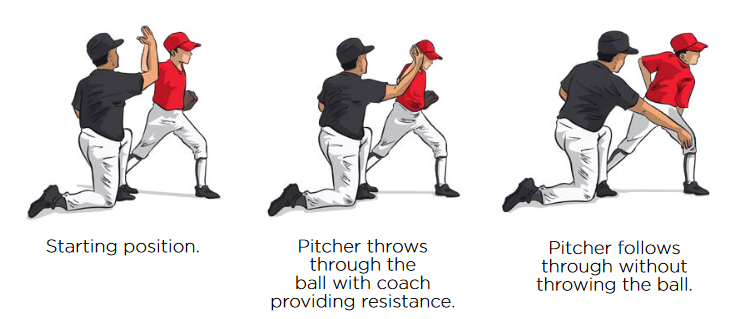 Starting position.
Pitcher throws
through the
ball with coach
providing resistance.
Pitcher follows
through without
throwing the ball.